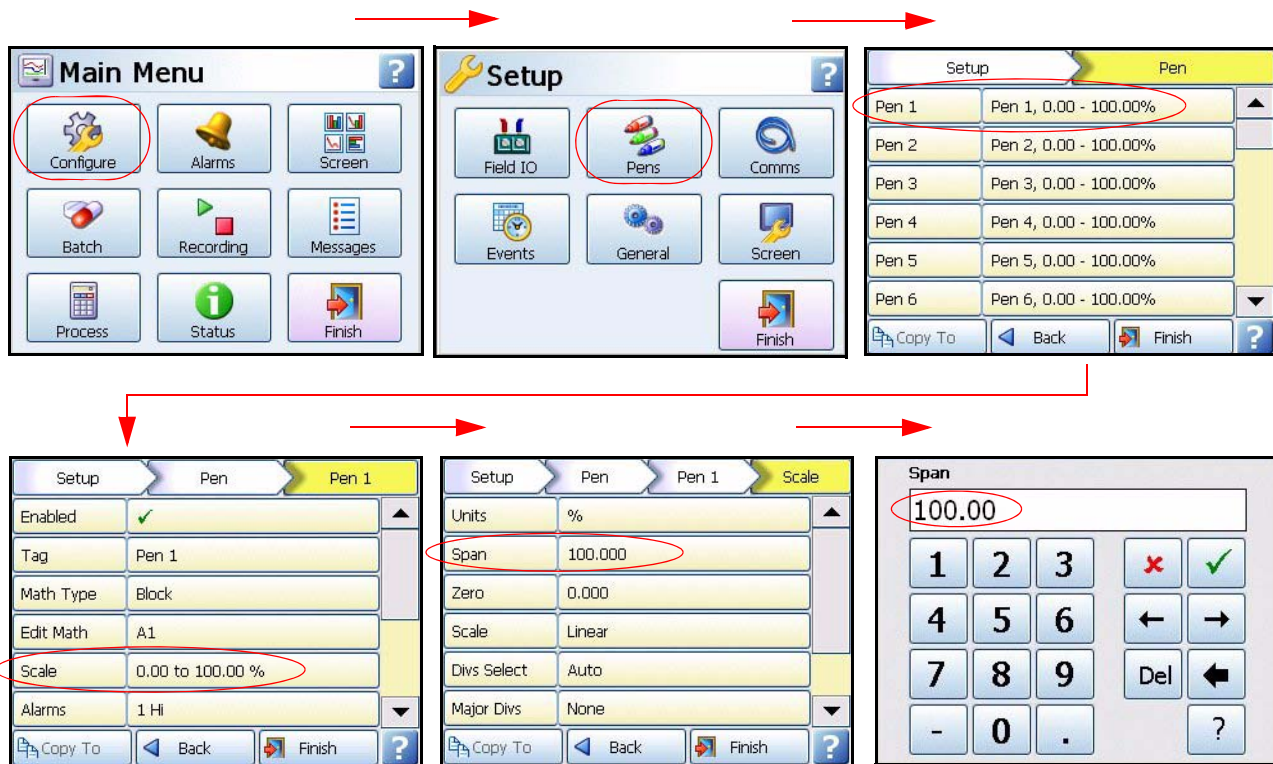 Main Menu ?
Configure Alarms Screen
Batch Recording Messages
Process Status Finish
Setup ?
Field IO Pens Comms
Events General Screen
Finish
Setup Pen
Pen 1 Pen 1, 0.00 - 100.00%
Pen 2 Pen 2, 0.00 - 100.00%
Pen 3 Pen 3, 0.00 - 100.00%
Pen 4 Pen 4, 0.00 - 100.00%
Pen 5 Pen 5, 0.00 - 100.00%
Pen 6 Pen 6, 0.00 - 100.00%
Copy To Back Finish ?
Setup Pen Pen 1
Enabled ✓
Tag Pen 1
Math Type Block
Edit Math A1
Scale 0.00 to 100.00 %
Alarms 1 Hi
Copy To Back Finish ?
Setup Pen Pen 1 Scale
Units %
Span 100.000
Zero 0.000
Scale Linear
Divs Select Auto
Major Divs None
Copy To Back Finish ?
Span
100.00
1 2 3
4 5 6
7 8 9 Del
- 0 . ?